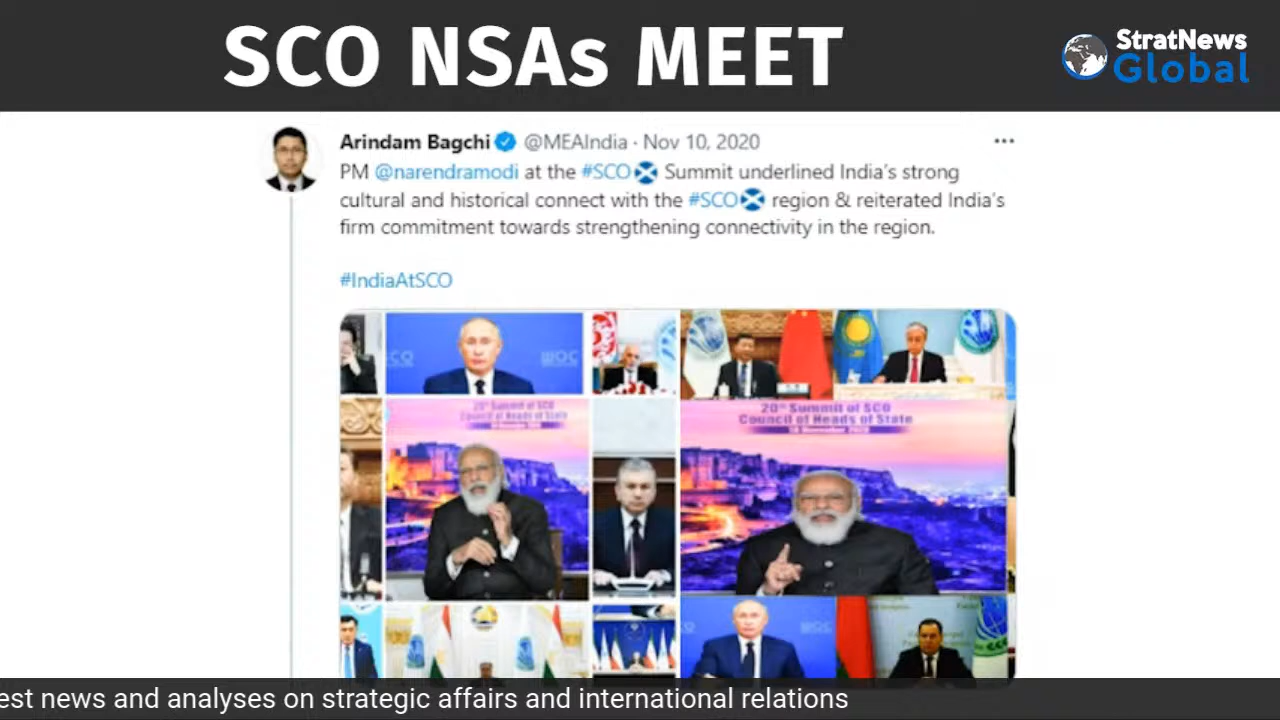 SCO NSAs MEET
StratNews
Global
Arindam Bagchi @MEAIndia · Nov 10, 2020
PM @narendramodi at the #SCO Summit underlined India's strong
cultural and historical connect with the #SCO region & reiterated India's
firm commitment towards strengthening connectivity in the region.
#IndiaAtSCO
20th Summit of SCO
Council of Heads of State
20th Summit of SCO
Council of Heads of State
10 November 2020
est news and analyses on strategic affairs and international relations